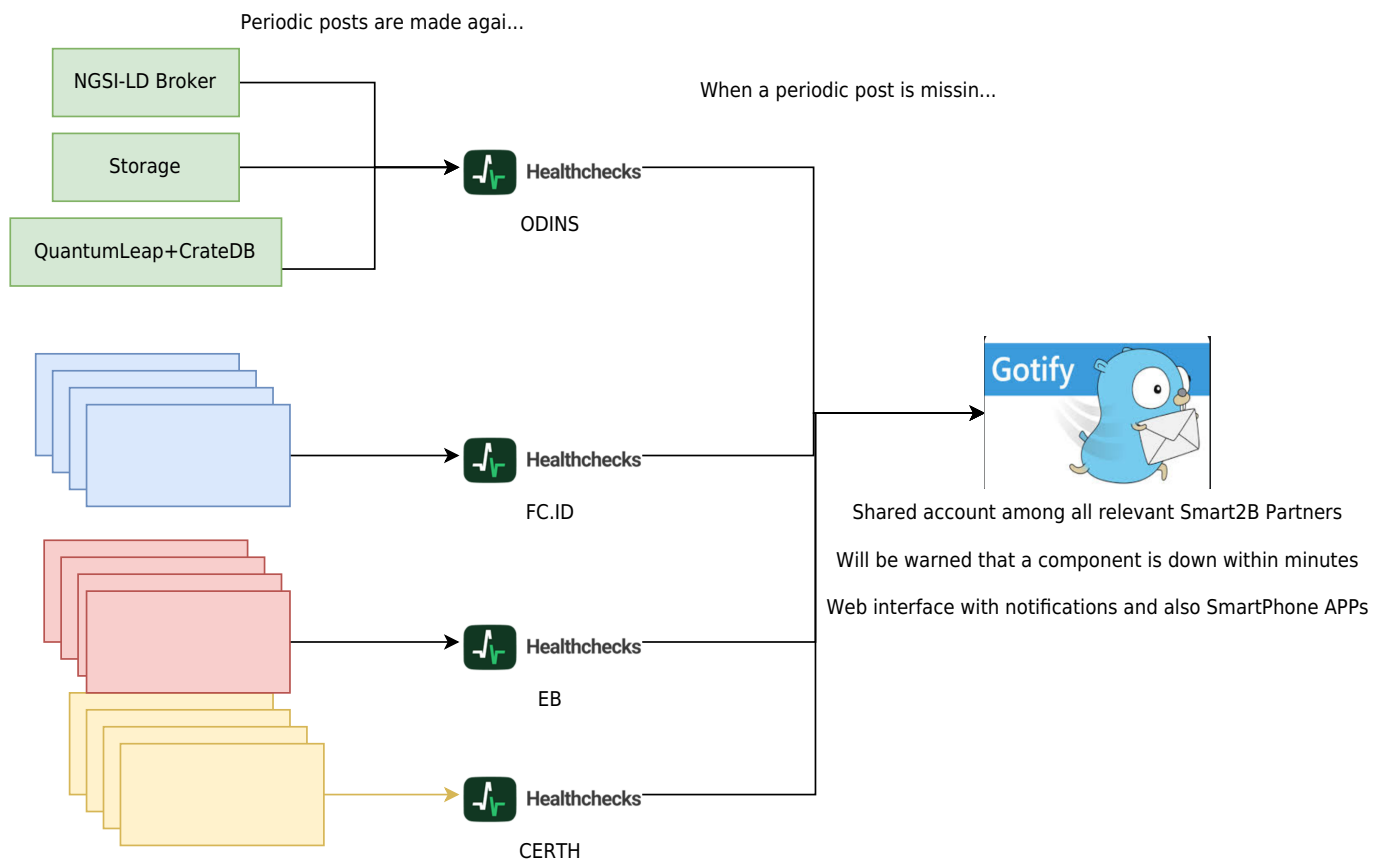 Periodic posts are made agai...
NGSI-LD Broker
When a periodic post is missin...
Storage
Healthchecks
ODINS
QuantumLeap+CrateDB
Gotify
Healthchecks
FC.ID
Shared account among all relevant Smart2B Partners
Will be warned that a component is down within minutes
Web interface with notifications and also SmartPhone APPs
Healthchecks
EB
Healthchecks
CERTH